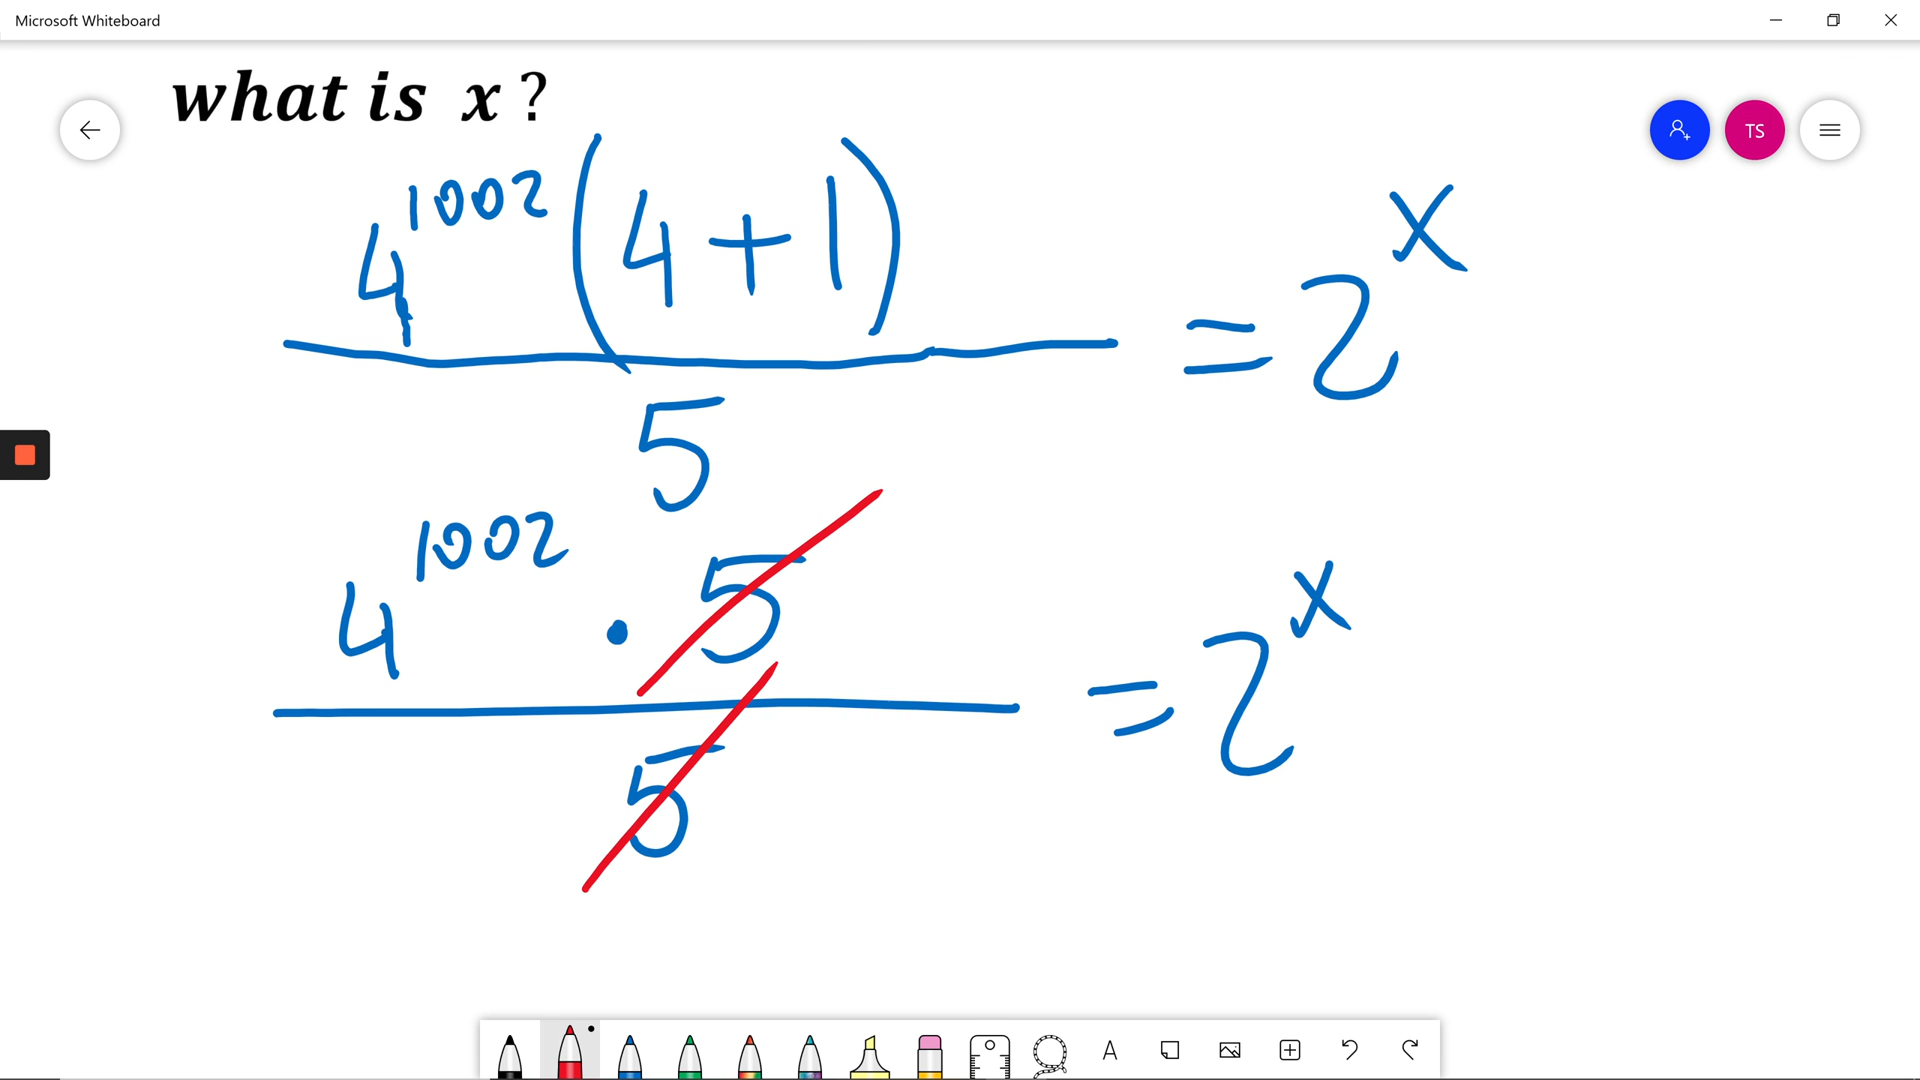 Microsoft Whiteboard
what is x ?
TS
4^1002 (4 + 1) / 5 = 2^x
4^1002 · 5 / 5 = 2^x
A